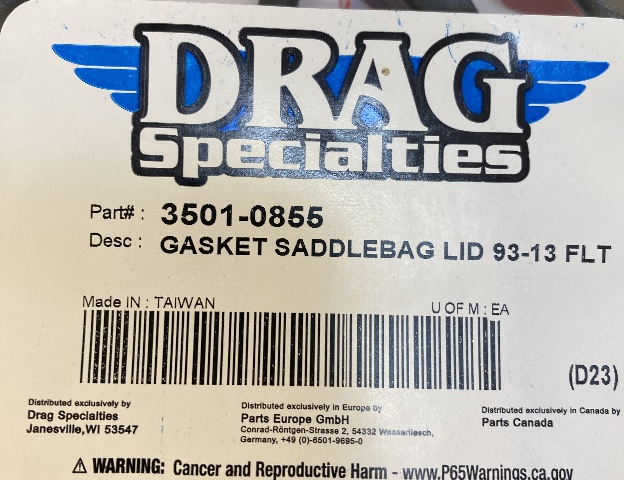 DRAG
Specialties
Part# : 3501-0855
Desc : GASKET SADDLEBAG LID 93-13 FLT
Made IN : TAIWAN
U OF M : EA
(D23)
Distributed exclusively by
Drag Specialties
Janesville,WI 53547
Distributed exclusively in Europe by
Parts Europe GmbH
Conrad-Röntgen-Strasse 2, 54332 Wasserliesch,
Germany, +49 (0)-6501-9695-0
Distributed exclusively in Canada by
Parts Canada
⚠ WARNING: Cancer and Reproductive Harm - www.P65Warnings.ca.gov